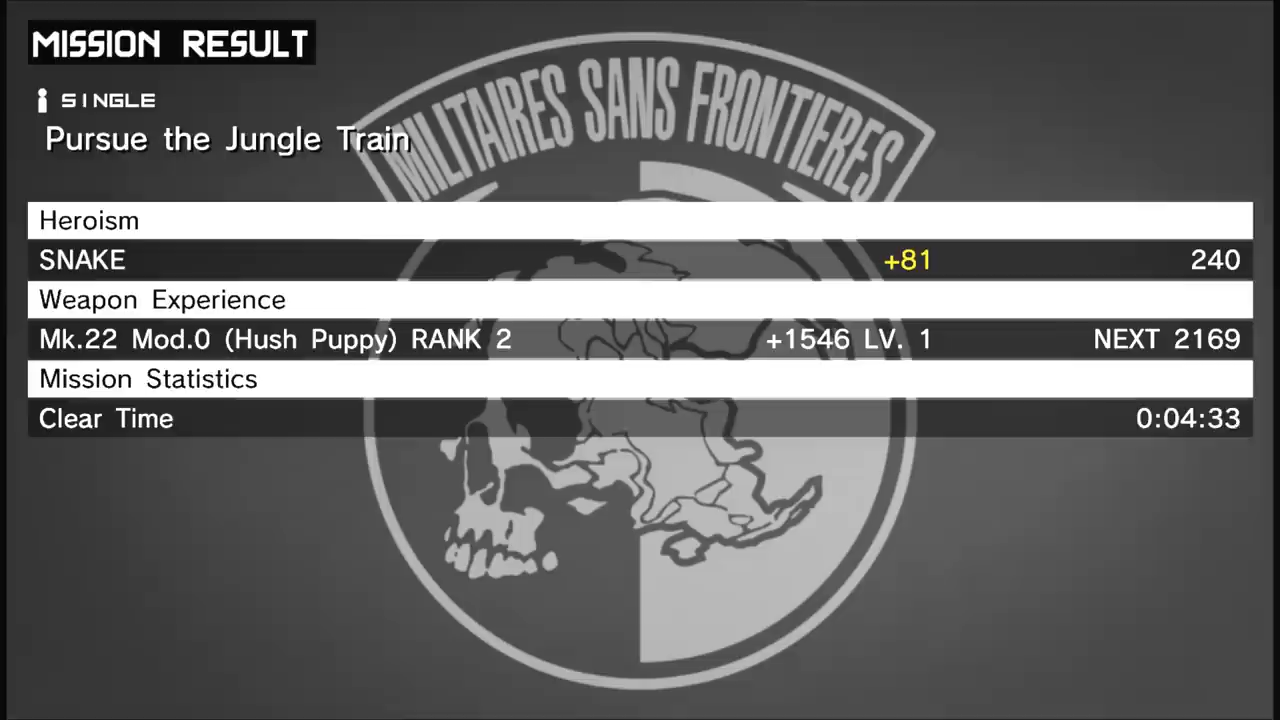 MISSION RESULT
SINGLE
Pursue the Jungle Train
MILITAIRES SANS FRONTIERES
Heroism
SNAKE +81 240
Weapon Experience
Mk.22 Mod.0 (Hush Puppy) RANK 2 +1546 LV. 1 NEXT 2169
Mission Statistics
Clear Time 0:04:33